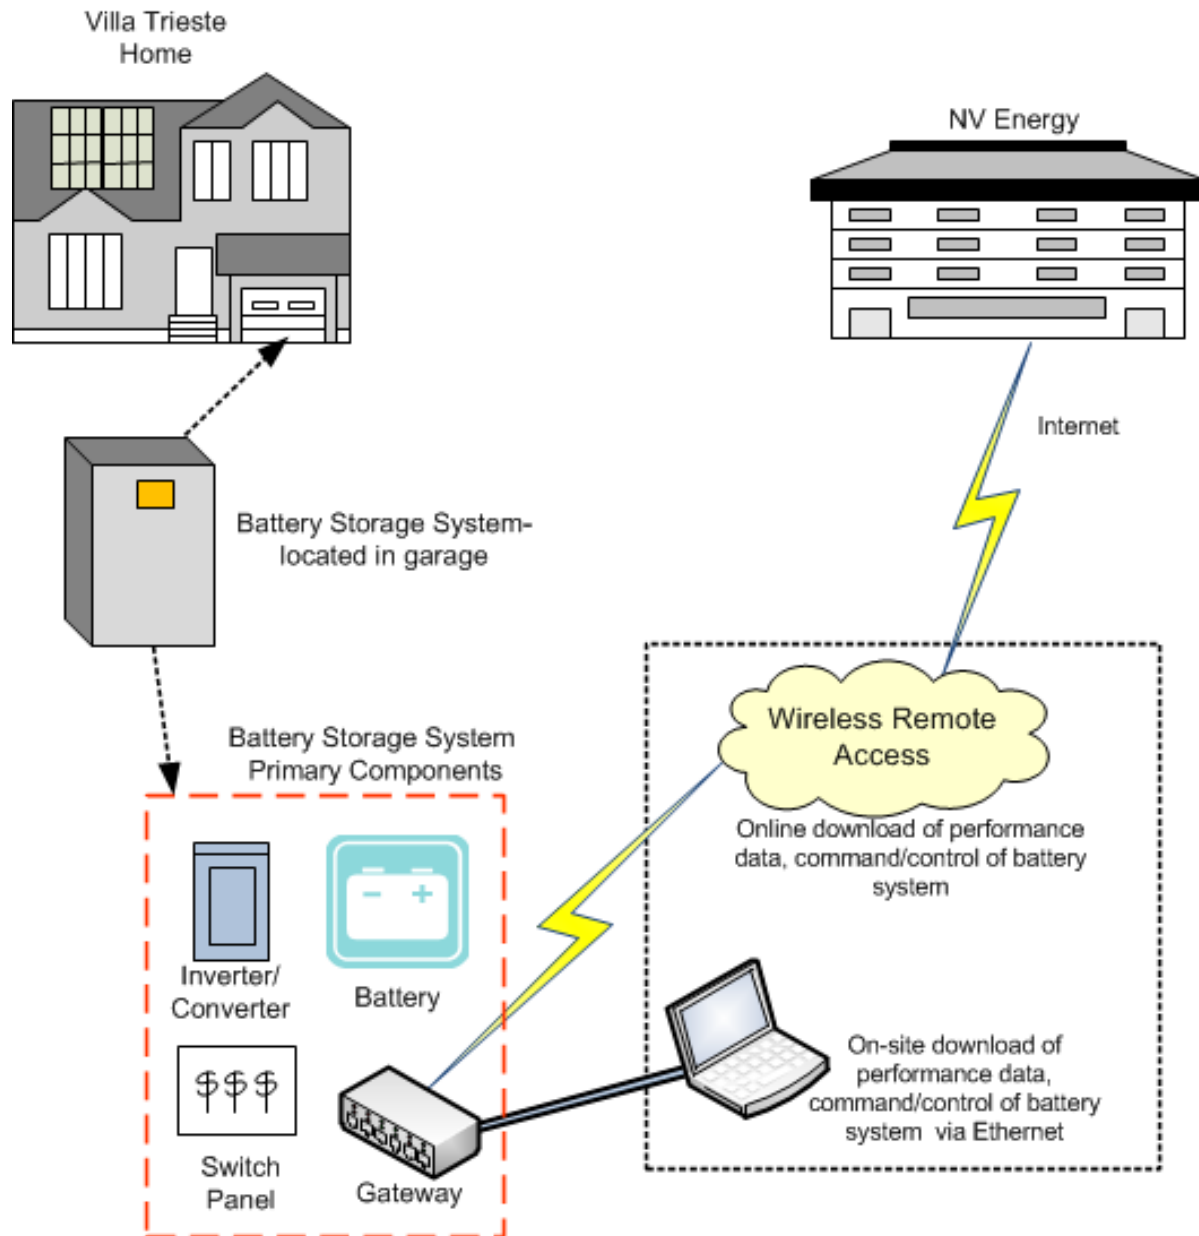 Villa Trieste
Home
NV Energy
Internet
Battery Storage System-
located in garage
Wireless Remote
Access
Battery Storage System
Primary Components
Online download of performance
data, command/control of battery
system
Inverter/
Converter
Battery
On-site download of
performance data,
command/control of battery
system via Ethernet
Switch
Panel
Gateway